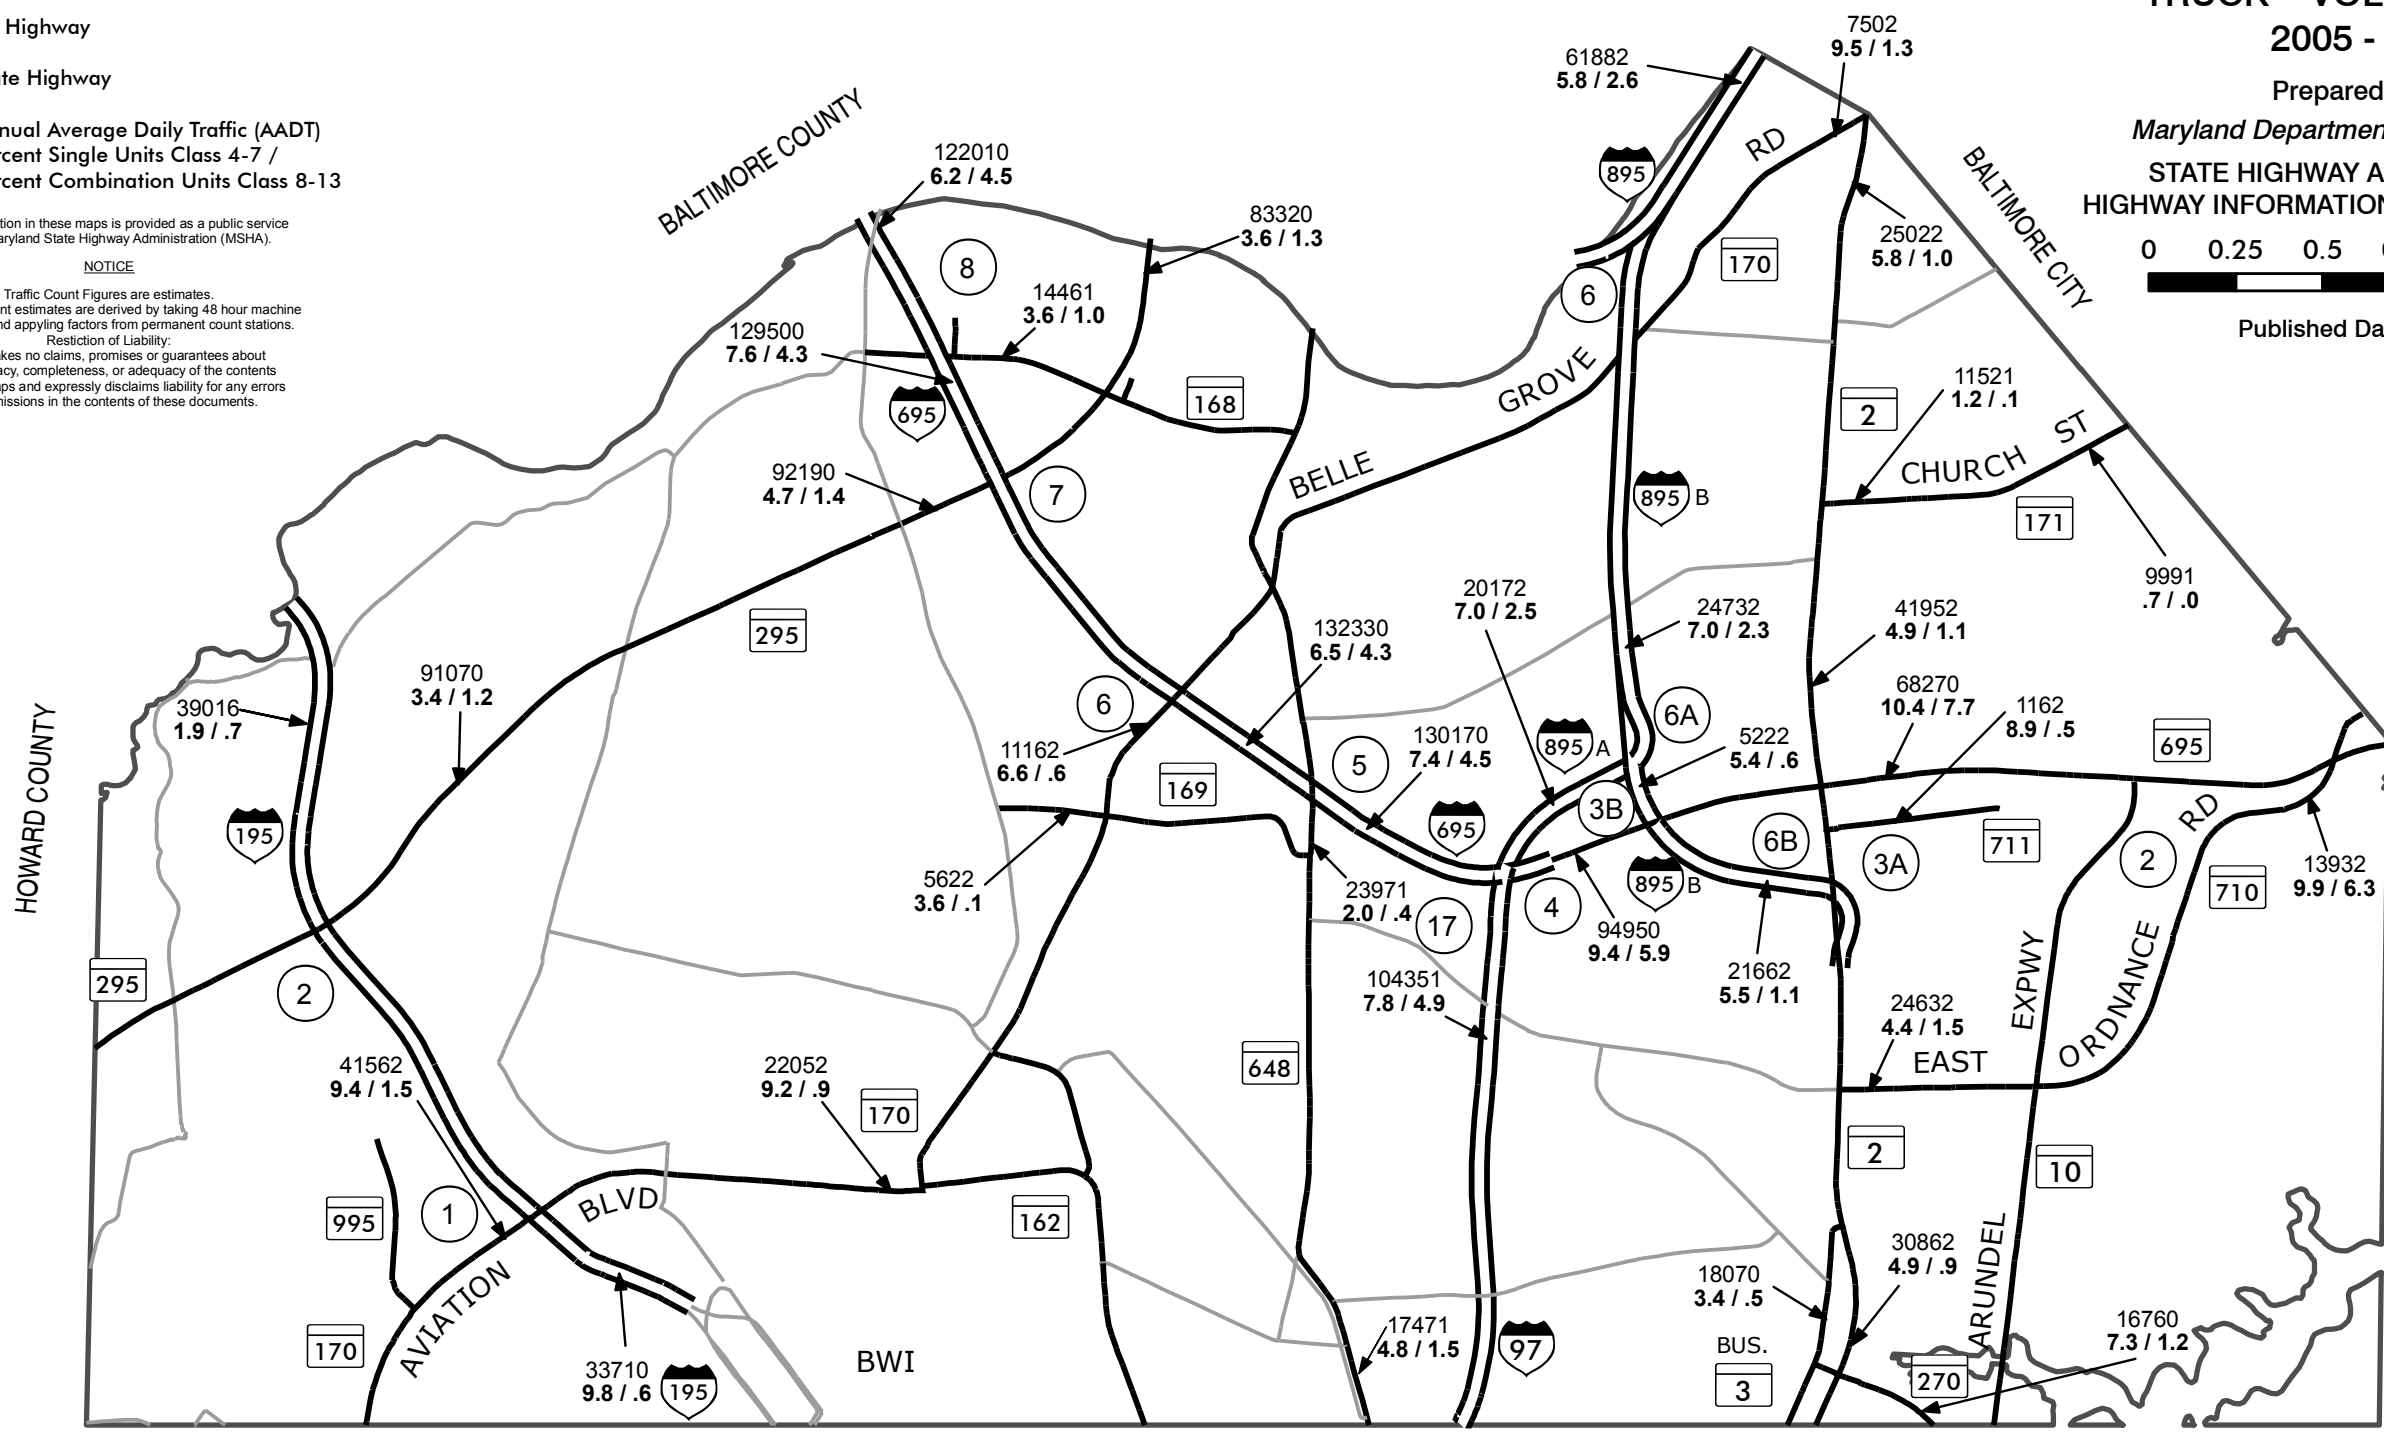 Highway
te Highway
nual Average Daily Traffic (AADT)
rcent Single Units Class 4-7 /
rcent Combination Units Class 8-13
tion in these maps is provided as a public service
aryland State Highway Administration (MSHA).
NOTICE
Traffic Count Figures are estimates.
nt estimates are derived by taking 48 hour machine
nd appyling factors from permanent count stations.
Restiction of Liability:
akes no claims, promises or guarantees about
acy, completeness, or adequacy of the contents
aps and expressly disclaims liability for any errors
missions in the contents of these documents.
2005 -
Prepared
Maryland Departmen
STATE HIGHWAY A
HIGHWAY INFORMATION
0 0.25 0.5
Published Da
BALTIMORE COUNTY
BALTIMORE CITY
HOWARD COUNTY
61882
5.8 / 2.6
7502
9.5 / 1.3
895
RD
170
25022
5.8 / 1.0
122010
6.2 / 4.5
83320
3.6 / 1.3
8
14461
3.6 / 1.0
129500
7.6 / 4.3
695
168
6
GROVE
BELLE
2
11521
1.2 / .1
CHURCH ST
171
9991
.7 / .0
92190
4.7 / 1.4
7
895 B
295
20172
7.0 / 2.5
24732
7.0 / 2.3
41952
4.9 / 1.1
132330
6.5 / 4.3
91070
3.4 / 1.2
39016
1.9 / .7
6
11162
6.6 / .6
169
5
130170
7.4 / 4.5
895 A
6A
5222
5.4 / .6
68270
10.4 / 7.7
1162
8.9 / .5
695
195
695
3B
6B
3A
711
2
RD
710
13932
9.9 / 6.3
5622
3.6 / .1
23971
2.0 / .4
17
4
895 B
94950
9.4 / 5.9
21662
5.5 / 1.1
295
2
104351
7.8 / 4.9
24632
4.4 / 1.5
EAST
ORDNANCE
EXPWY
41562
9.4 / 1.5
22052
9.2 / .9
170
648
2
10
995
1
BLVD
162
AVIATION
170
33710
9.8 / .6
195
BWI
17471
4.8 / 1.5
97
18070
3.4 / .5
30862
4.9 / .9
BUS.
3
ARUNDEL
270
16760
7.3 / 1.2